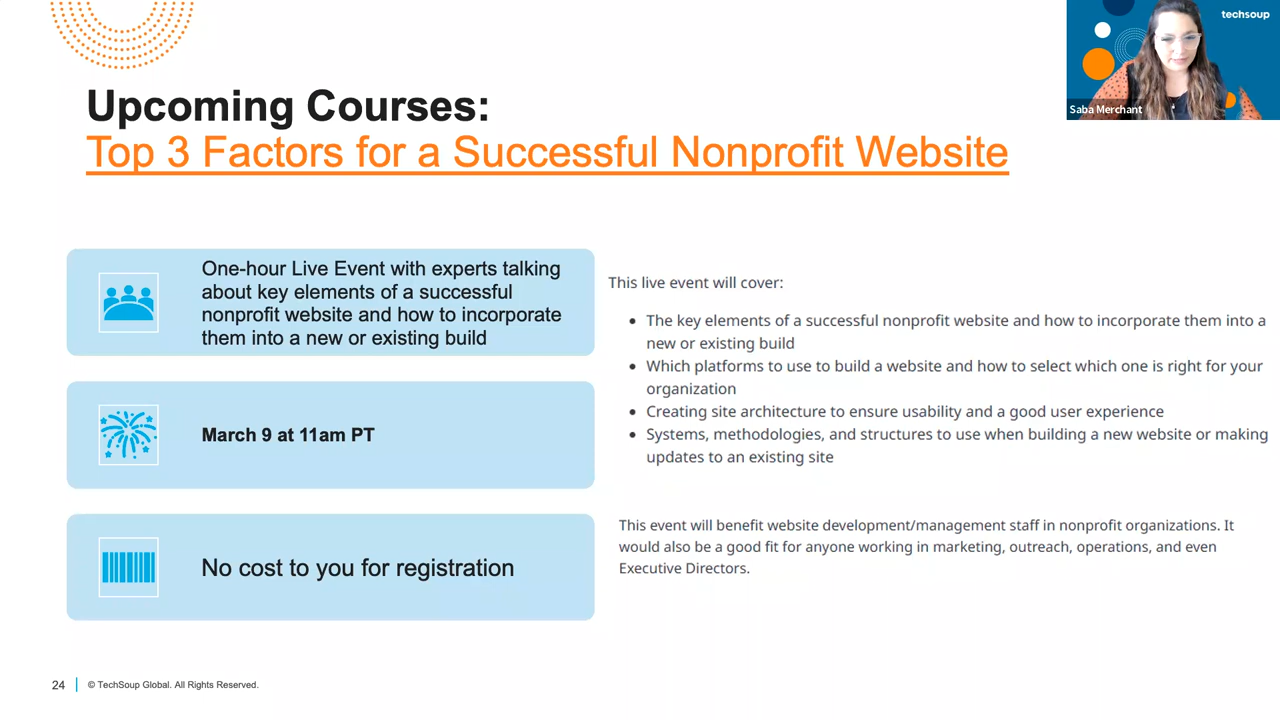 techsoup
Saba Merchant
Upcoming Courses:
Top 3 Factors for a Successful Nonprofit Website
One-hour Live Event with experts talking
about key elements of a successful
nonprofit website and how to incorporate
them into a new or existing build
March 9 at 11am PT
No cost to you for registration
This live event will cover:
• The key elements of a successful nonprofit website and how to incorporate them into a
new or existing build
• Which platforms to use to build a website and how to select which one is right for your
organization
• Creating site architecture to ensure usability and a good user experience
• Systems, methodologies, and structures to use when building a new website or making
updates to an existing site
This event will benefit website development/management staff in nonprofit organizations. It
would also be a good fit for anyone working in marketing, outreach, operations, and even
Executive Directors.
24
© TechSoup Global. All Rights Reserved.